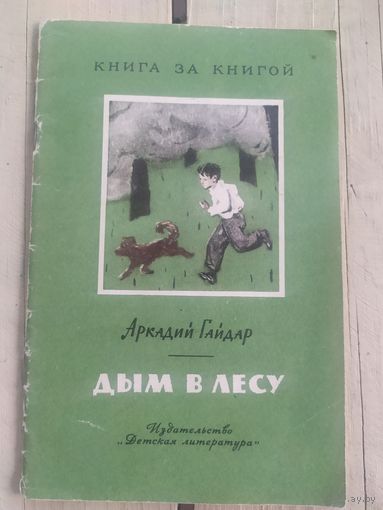 КНИГА ЗА КНИГОЙ
Аркадий Гайдар
ДЫМ В ЛЕСУ
Издательство
„Детская литература"